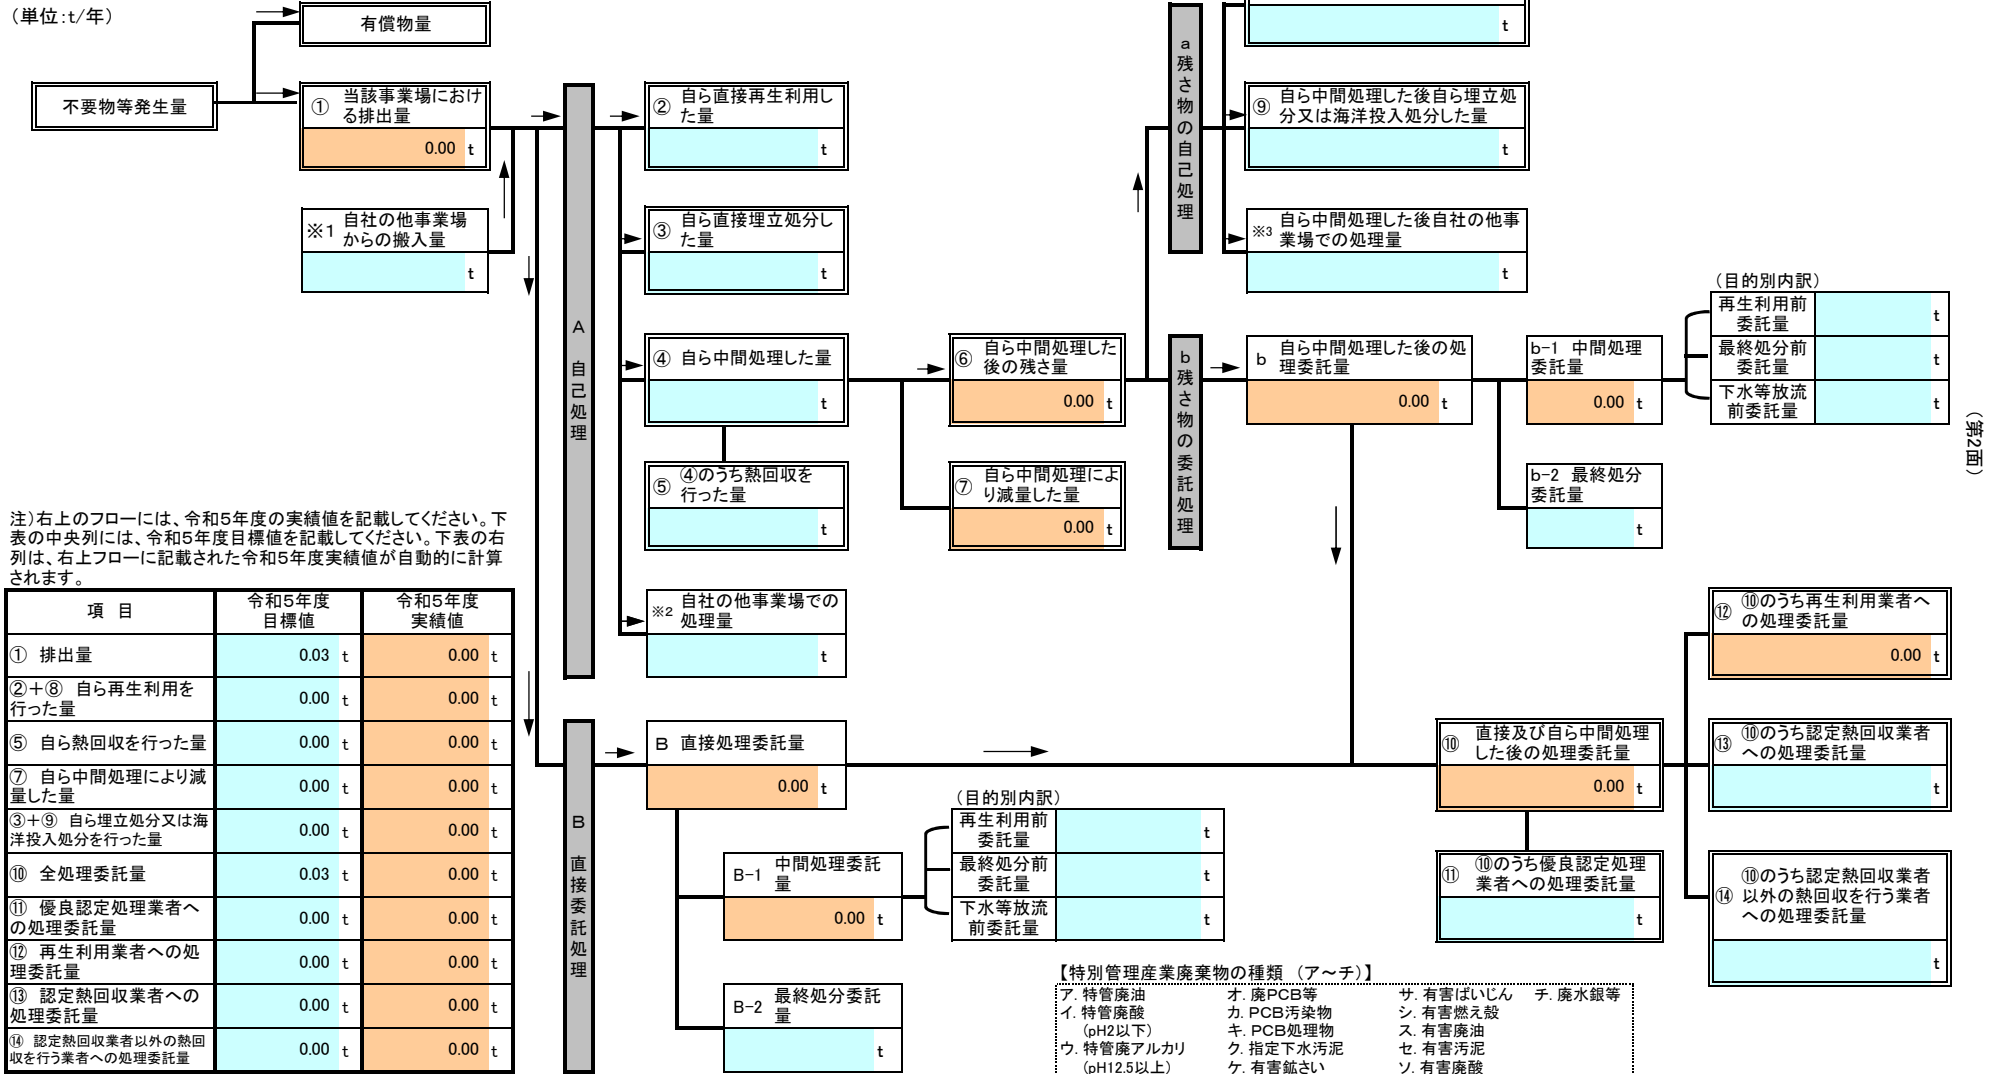 (単位:t/年)
有償物量
不要物等発生量
① 当該事業場におけ
る排出量
0.00 t
※1 自社の他事業場
からの搬入量
t
A 自己処理
② 自ら直接再生利用し
た量
t
③ 自ら直接埋立処分し
た量
t
④ 自ら中間処理した量
t
⑤ ④のうち熱回収を
行った量
t
※2 自社の他事業場での
処理量
t
⑥ 自ら中間処理した
後の残さ量
0.00 t
⑦ 自ら中間処理によ
り減量した量
0.00 t
a 残さ物の自己処理
t
⑨ 自ら中間処理した後自ら埋立処
分又は海洋投入処分した量
t
※3 自ら中間処理した後自社の他事
業場での処理量
t
b 残さ物の委託処理
b 自ら中間処理した後の処
理委託量
0.00 t
b-1 中間処理
委託量
0.00 t
b-2 最終処分
委託量
t
(目的別内訳)
再生利用前
委託量
t
最終処分前
委託量
t
下水等放流
前委託量
t
(第2面)
注)右上のフローには、令和5年度の実績値を記載してください。下
表の中央列には、令和5年度目標値を記載してください。下表の右
列は、右上フローに記載された令和5年度実績値が自動的に計算
されます。
項 目 令和5年度
目標値 令和5年度
実績値
① 排出量 0.03 t 0.00 t
②+⑧ 自ら再生利用を
行った量 0.00 t 0.00 t
⑤ 自ら熱回収を行った量 0.00 t 0.00 t
⑦ 自ら中間処理により減
量した量 0.00 t 0.00 t
③+⑨ 自ら埋立処分又は海
洋投入処分を行った量 0.00 t 0.00 t
⑩ 全処理委託量 0.03 t 0.00 t
⑪ 優良認定処理業者へ
の処理委託量 0.00 t 0.00 t
⑫ 再生利用業者への処
理委託量 0.00 t 0.00 t
⑬ 認定熱回収業者への
処理委託量 0.00 t 0.00 t
⑭ 認定熱回収業者以外の熱回
収を行う業者への処理委託量 0.00 t 0.00 t
B 直接委託処理
B 直接処理委託量
0.00 t
B-1 中間処理委託
量
0.00 t
B-2 最終処分委託
量
t
(目的別内訳)
再生利用前
委託量
t
最終処分前
委託量
t
下水等放流
前委託量
t
⑩ 直接及び自ら中間処理
した後の処理委託量
0.00 t
⑪ ⑩のうち優良認定処理
業者への処理委託量
t
⑫ ⑩のうち再生利用業者へ
の処理委託量
0.00 t
⑬ ⑩のうち認定熱回収業者
への処理委託量
t
⑭ ⑩のうち認定熱回収業者
以外の熱回収を行う業者
への処理委託量
t
【特別管理産業廃棄物の種類 (ア~チ)】
ア. 特管廃油 オ. 廃PCB等 サ. 有害ばいじん チ. 廃水銀等
イ. 特管廃酸 カ. PCB汚染物 シ. 有害燃え殻
(pH2以下) キ. PCB処理物 ス. 有害廃油
ウ. 特管廃アルカリ ク. 指定下水汚泥 セ. 有害汚泥
(pH12.5以上) ケ. 有害鉱さい ソ. 有害廃酸